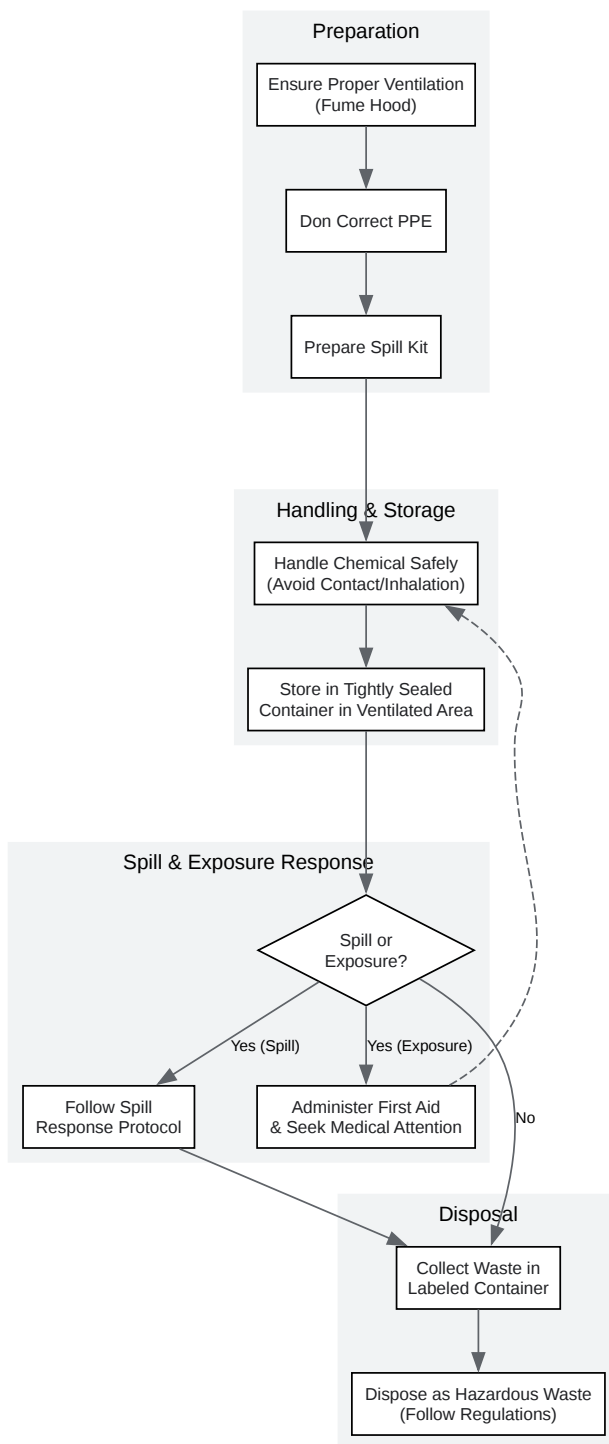 Preparation
Ensure Proper Ventilation
(Fume Hood)
Don Correct PPE
Prepare Spill Kit
Handling & Storage
Handle Chemical Safely
(Avoid Contact/Inhalation)
Store in Tightly Sealed
Container in Ventilated Area
Spill & Exposure Response
Spill or
Exposure?
Yes (Spill)
Yes (Exposure)
Follow Spill
Response Protocol
Administer First Aid
& Seek Medical Attention
No
Disposal
Collect Waste in
Labeled Container
Dispose as Hazardous Waste
(Follow Regulations)